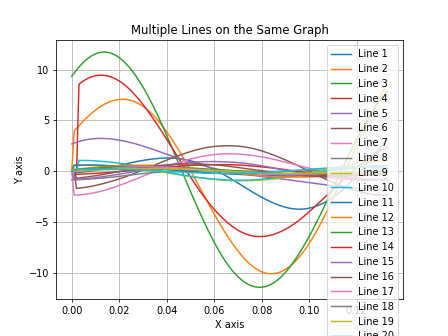 Multiple Lines on the Same Graph
Y axis
10
5
0
−5
−10
0.00
0.02
0.04
0.06
0.08
0.10
X axis
Line 1
Line 2
Line 3
Line 4
Line 5
Line 6
Line 7
Line 8
Line 9
Line 10
Line 11
Line 12
Line 13
Line 14
Line 15
Line 16
Line 17
Line 18
Line 19
Line 20